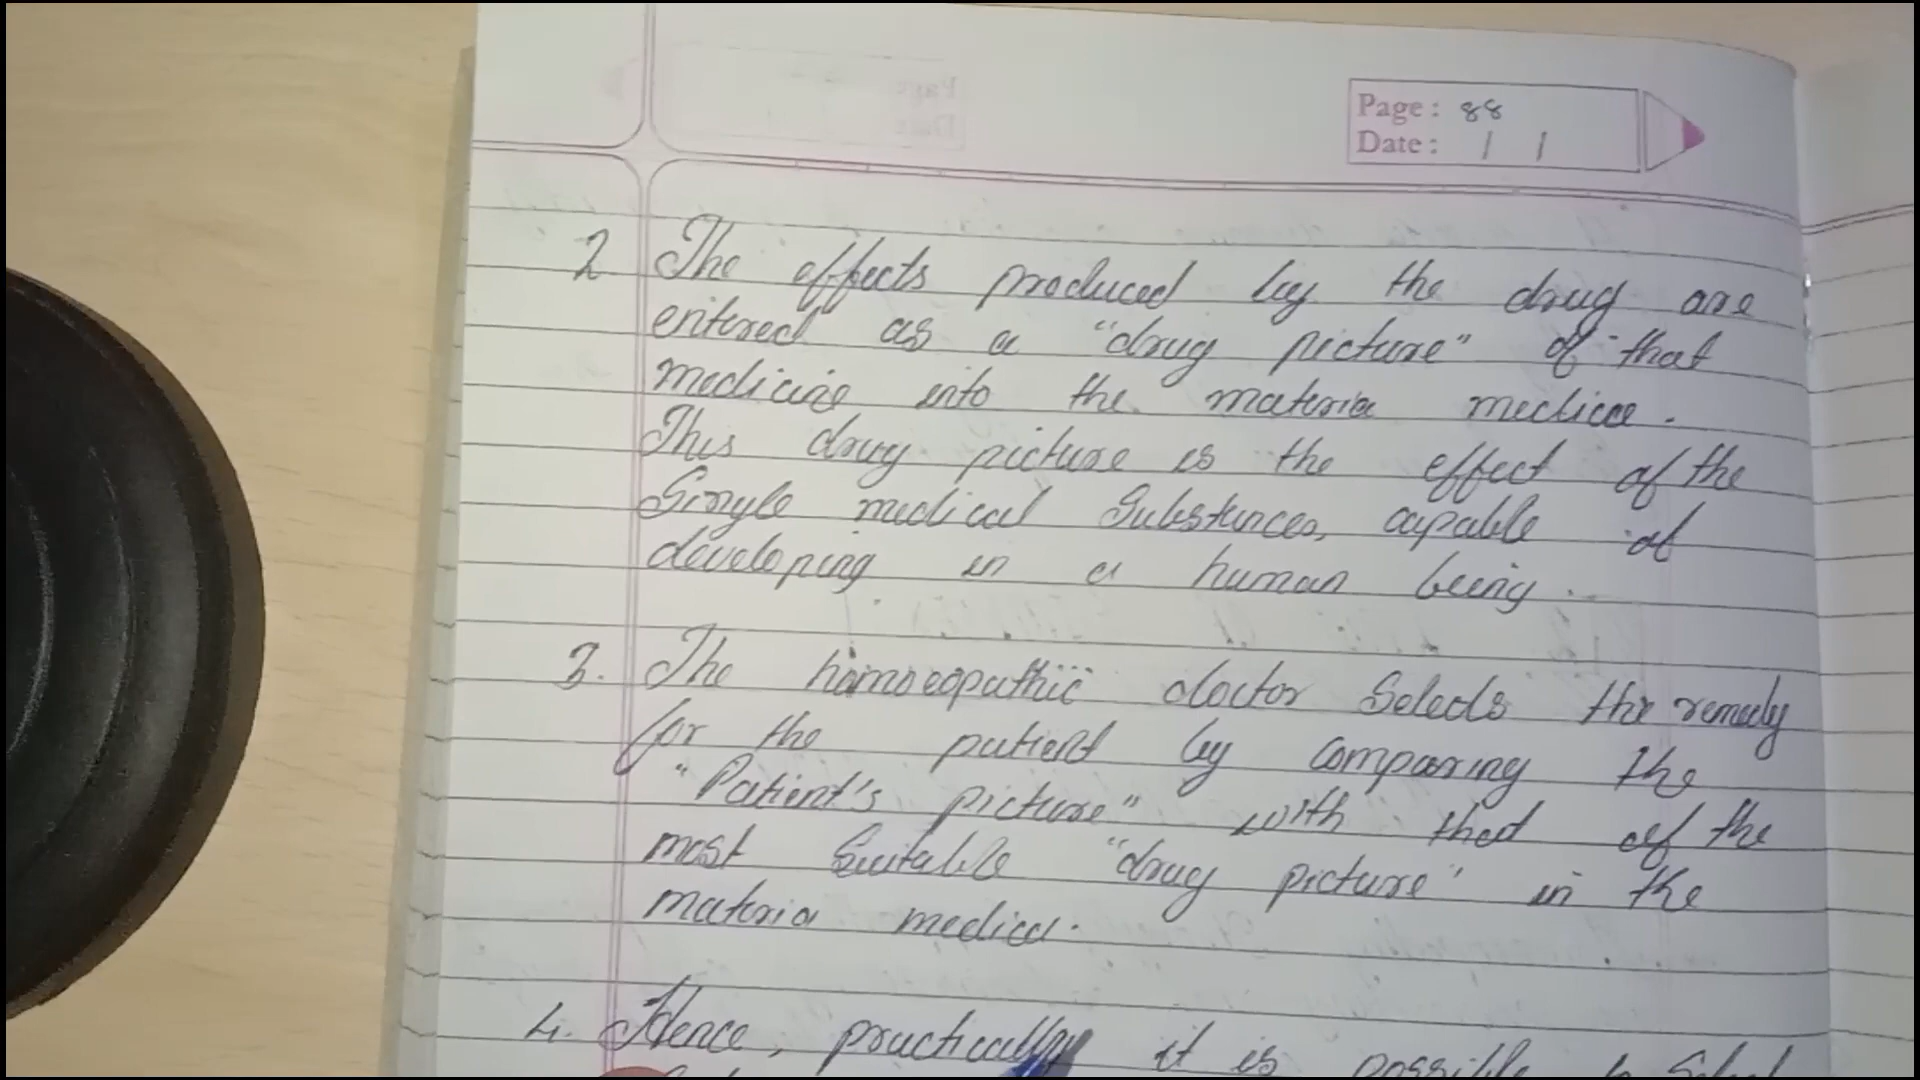 Page: 88
Date: / /
2 The effects produced by the drug are
entered as a "drug picture" of that
medicine into the materia medica.
This drug picture is the effect of the
Single medical Substances, capable of
developing in a human being.
3. The homoeopathic doctor Selects the remedy
for the patient by comparing the
"Patient's picture" with that of the
most Suitable "drug picture" in the
materia medica.
4. Hence, practically it is possible to Select